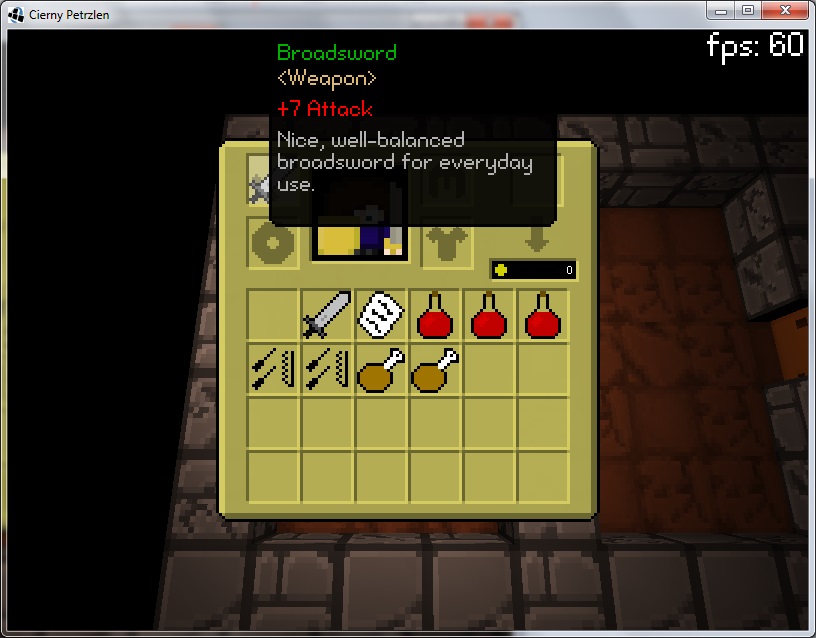 Cierny Petrzlen
fps: 60
Broadsword
<Weapon>
+7 Attack
Nice, well-balanced
broadsword for everyday
use.
0